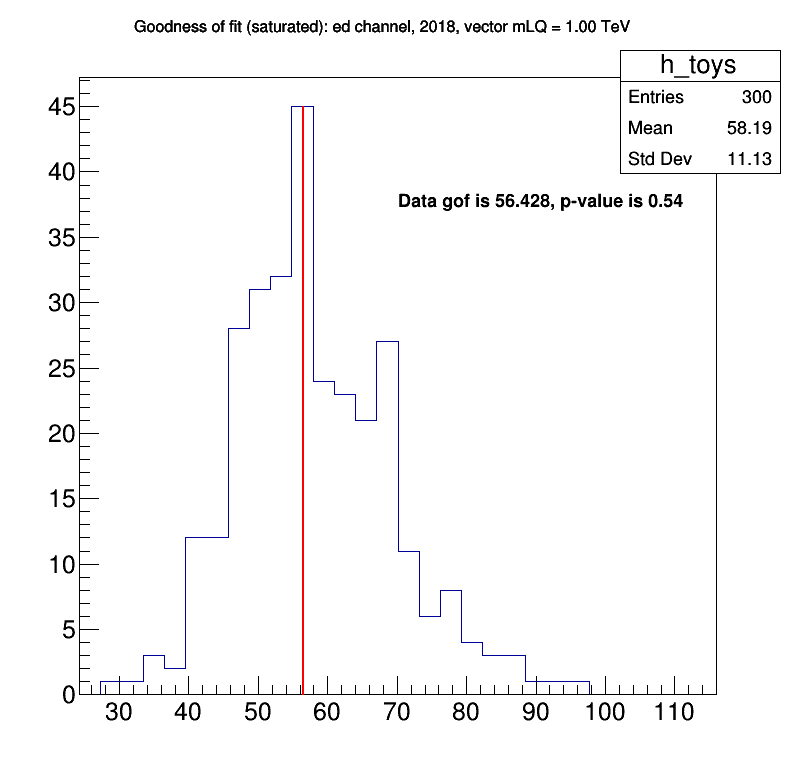 Goodness of fit (saturated): ed channel, 2018, vector mLQ = 1.00 TeV
h_toys
Entries 300
Mean 58.19
Std Dev 11.13
Data gof is 56.428, p-value is 0.54
45
40
35
30
25
20
15
10
5
0
30 40 50 60 70 80 90 100 110